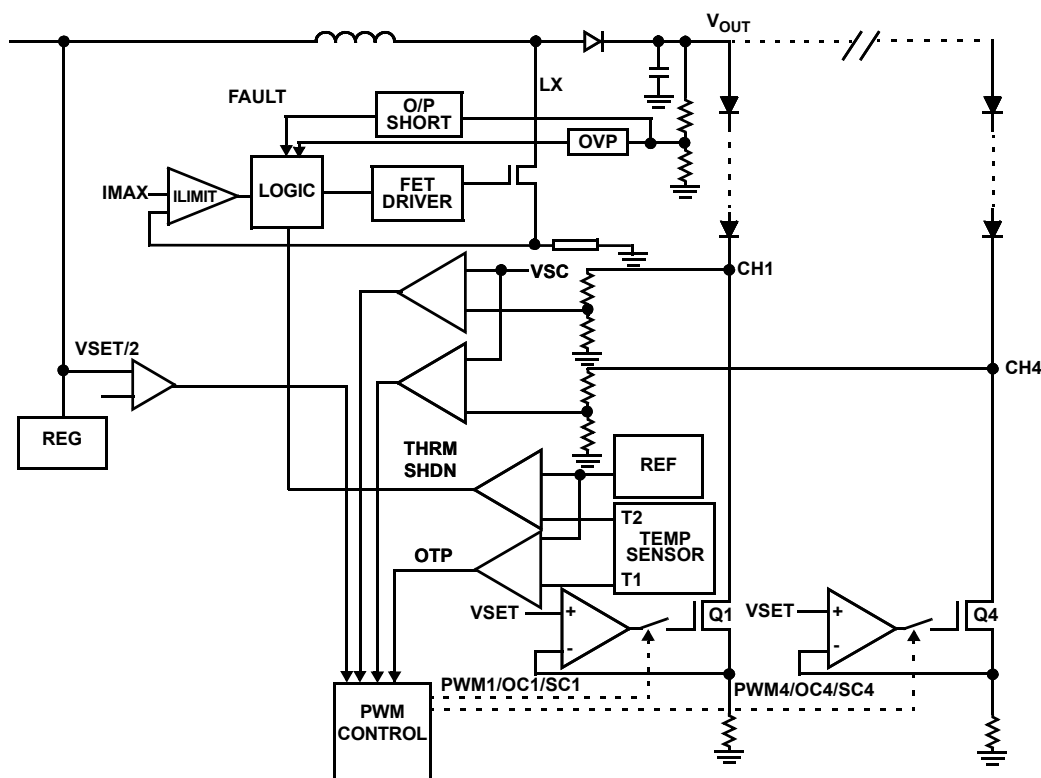 VOUT
LX
FAULT
O/P
SHORT
OVP
IMAX
ILIMIT
LOGIC
FET
DRIVER
VSC
CH1
VSET/2
CH4
REG
THRM
SHDN
REF
T2
TEMP
SENSOR
OTP
T1
VSET
+
-
Q1
VSET
+
-
Q4
PWM1/OC1/SC1
PWM4/OC4/SC4
PWM
CONTROL